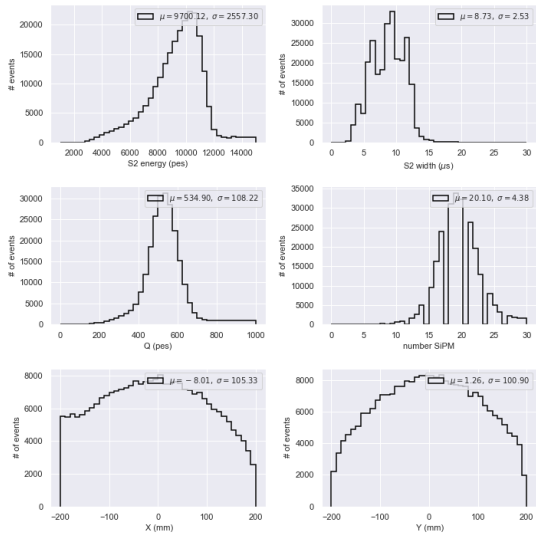 μ = 9700.12, σ = 2557.30
20000
15000
10000
5000
0
# of events
2000 4000 6000 8000 10000 12000 14000
S2 energy (pes)
μ = 8.73, σ = 2.53
30000
25000
20000
15000
10000
5000
0
# of events
0 5 10 15 20 25 30
S2 width (μs)
μ = 534.90, σ = 108.22
30000
25000
20000
15000
10000
5000
0
# of events
0 200 400 600 800 1000
Q (pes)
μ = 20.10, σ = 4.38
35000
30000
25000
20000
15000
10000
5000
0
# of events
0 5 10 15 20 25 30
number SiPM
μ = −8.01, σ = 105.33
8000
6000
4000
2000
0
# of events
−200 −100 0 100 200
X (mm)
μ = 1.26, σ = 100.90
8000
6000
4000
2000
0
# of events
−200 −100 0 100 200
Y (mm)